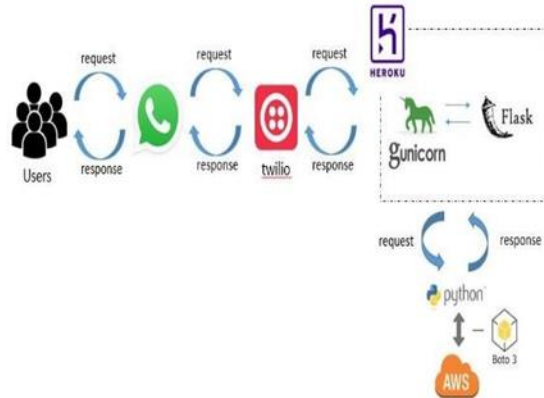 request
request
request
HEROKU
Flask
gunicorn
response
response
response
Users
twilio
request
response
python
Boto 3
AWS